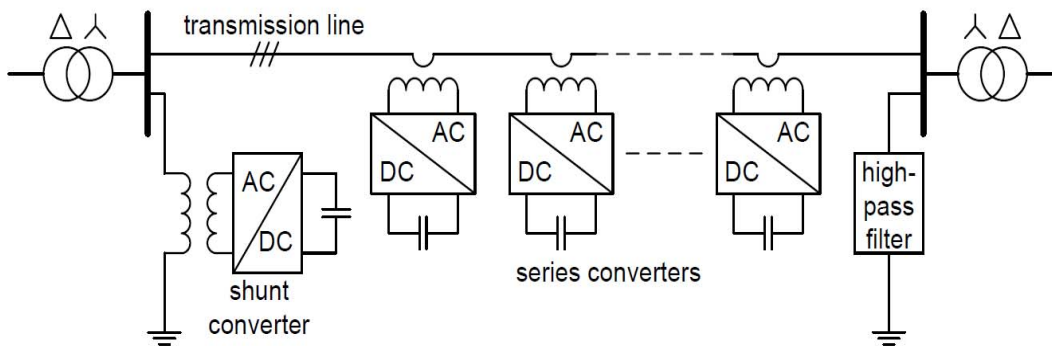 Δ
Δ
transmission line
AC
DC
AC
DC
AC
DC
AC
DC
high-
pass
filter
shunt
converter
series converters